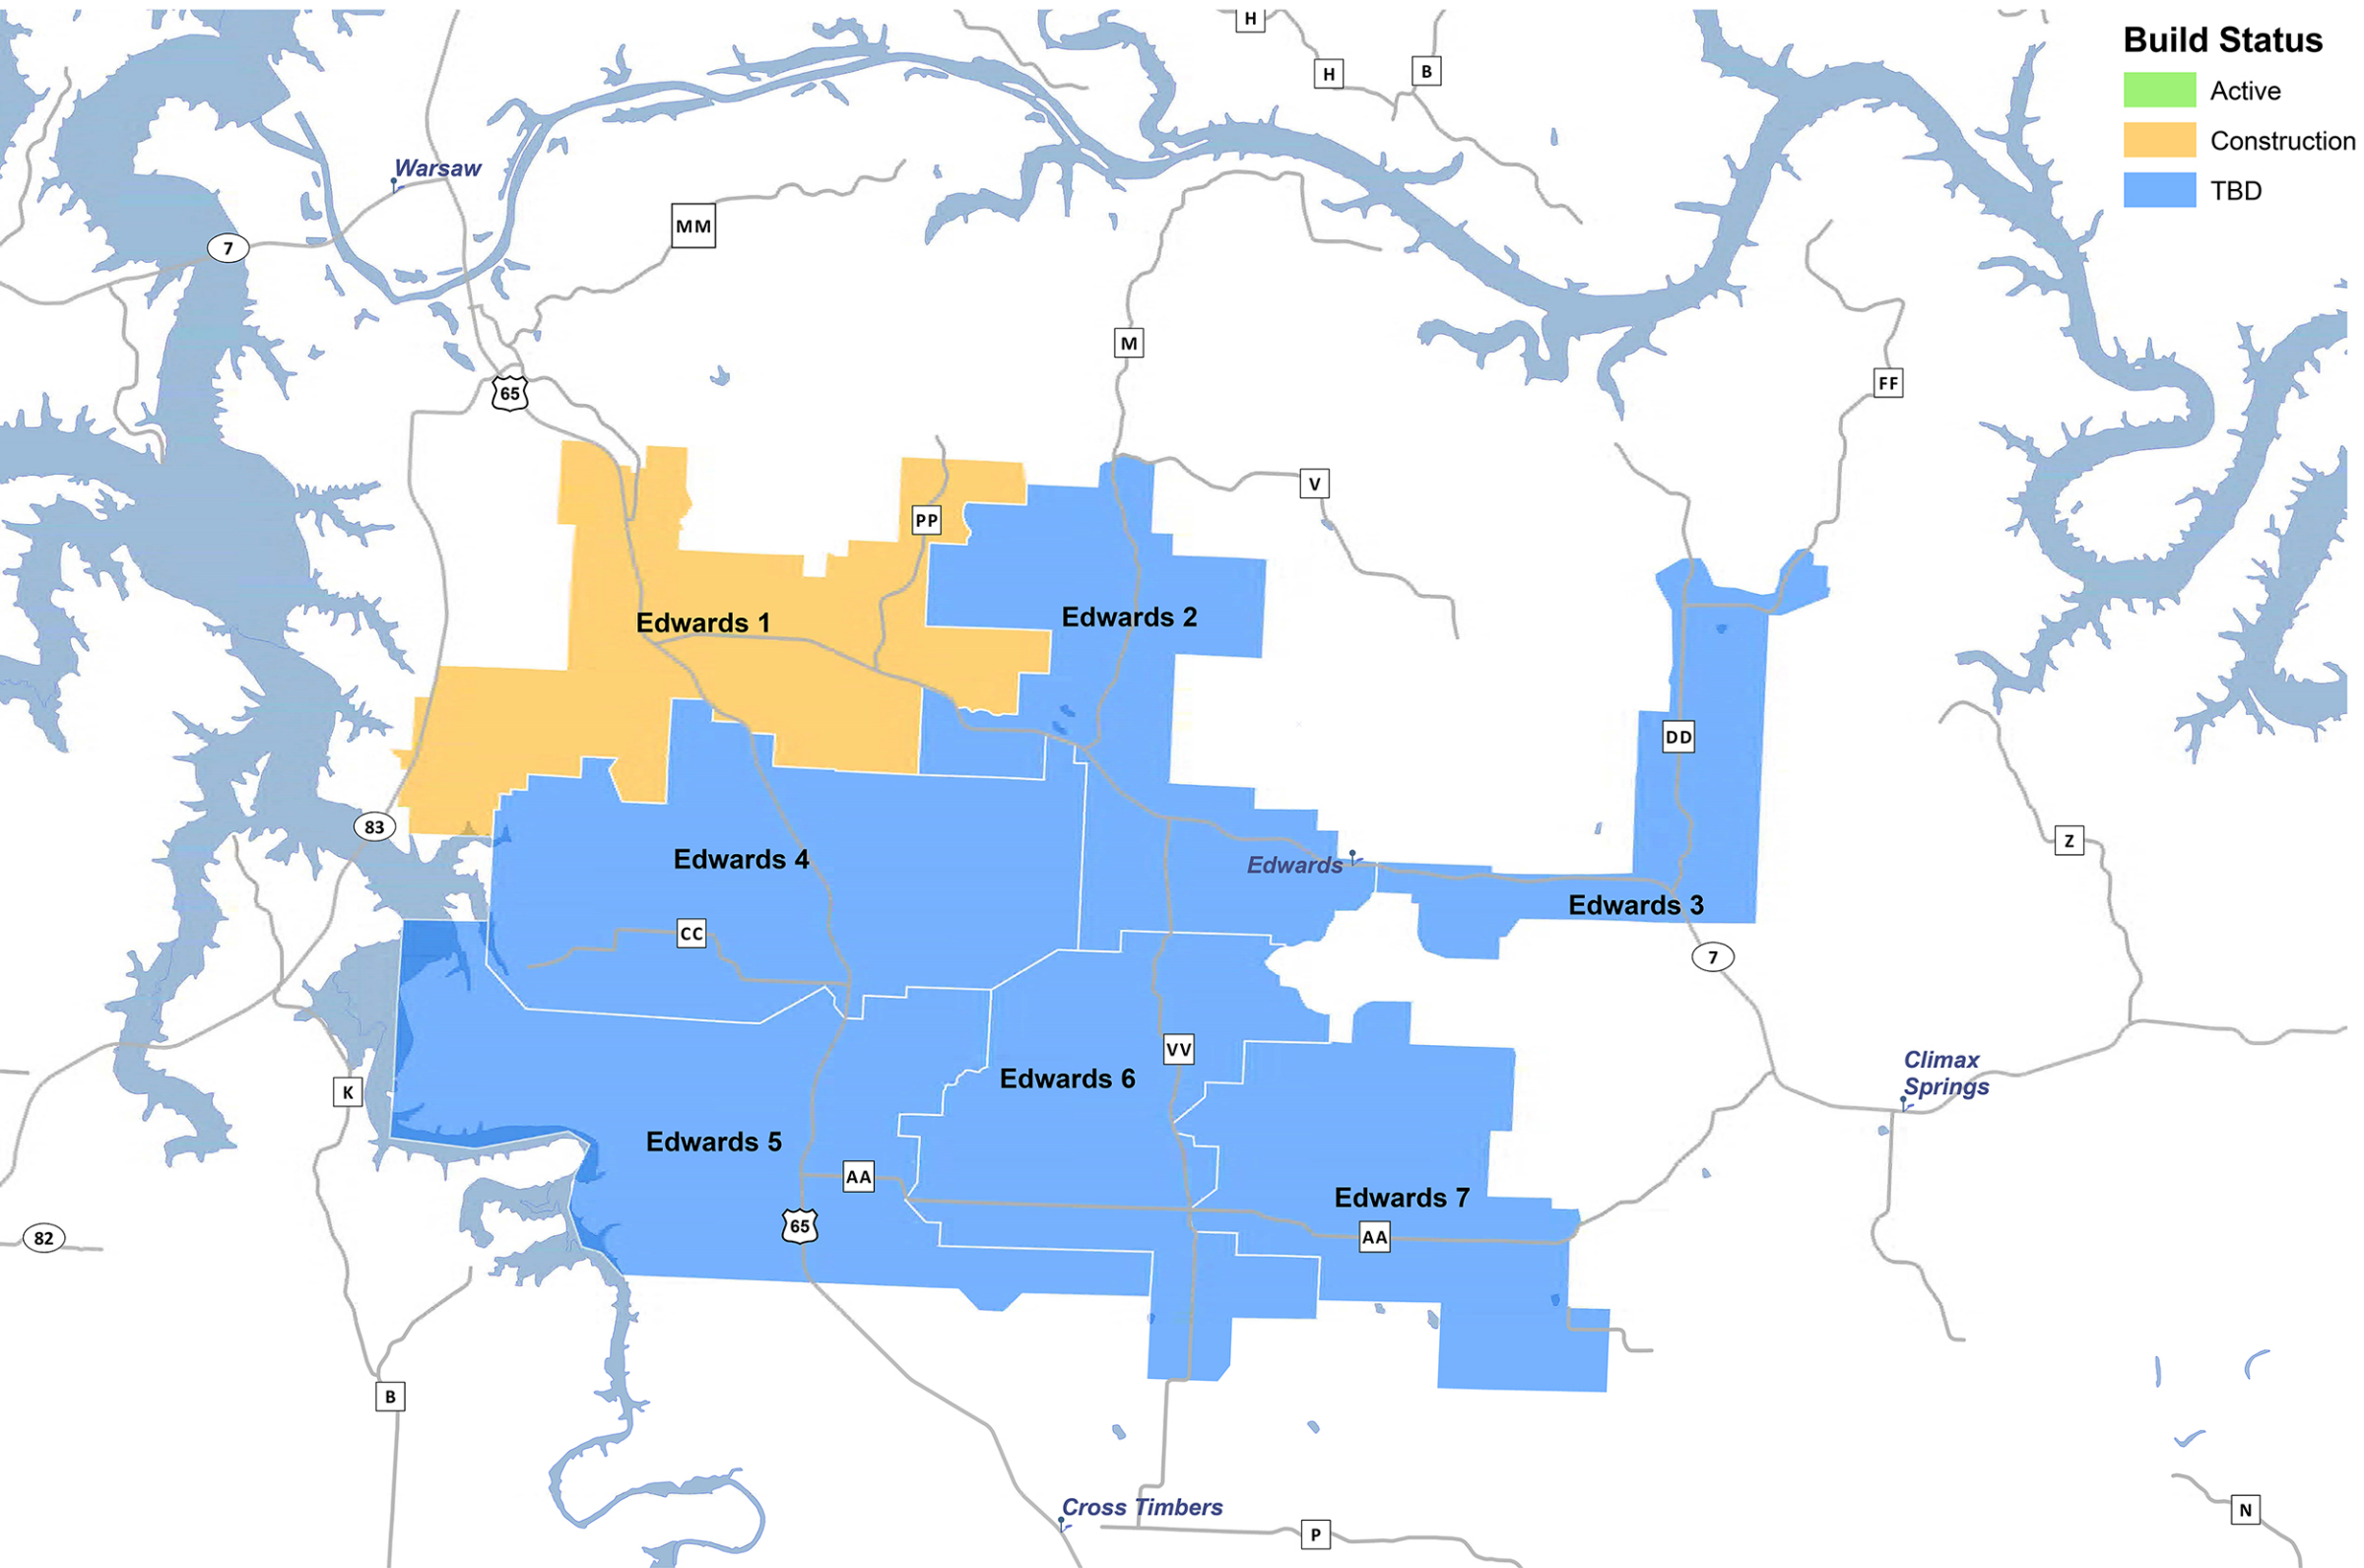 H
Build Status
H
B
Active
Construction
Warsaw
TBD
MM
7
M
FF
65
V
PP
Edwards 2
Edwards 1
DD
83
Z
Edwards 4
Edwards
Edwards 3
CC
7
VV
Climax
Springs
Edwards 6
K
Edwards 5
AA
Edwards 7
65
AA
82
B
Cross Timbers
N
P